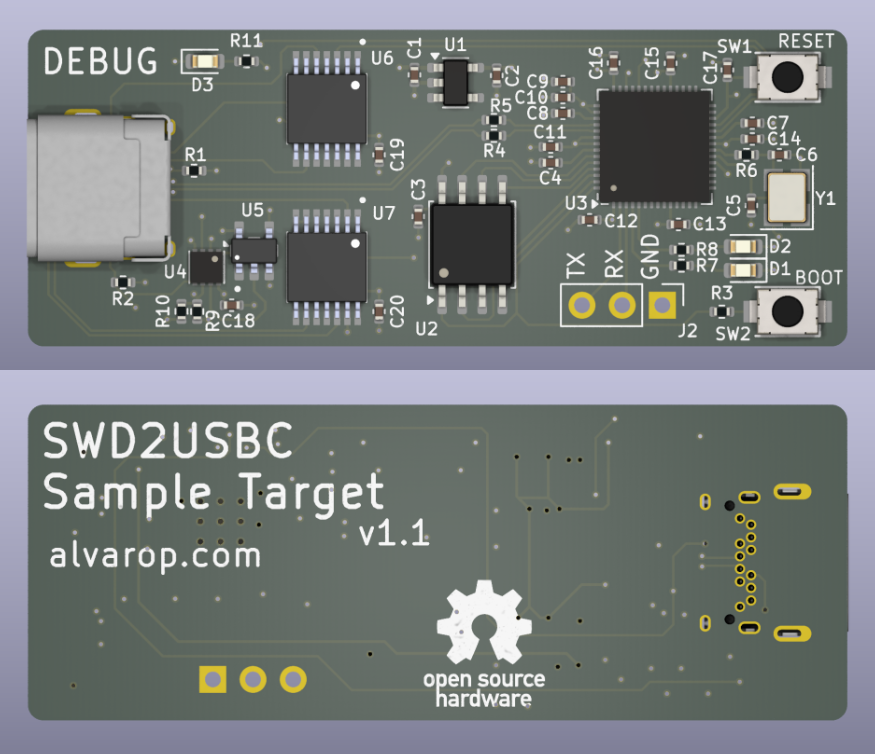 DEBUG
R11
D3
U6
C1
U1
C2
C9
C10
C8
C16
C15
C17
SW1
RESET
R1
C19
R5
R4
C11
C4
C7
C14
R6
C6
U5
U7
C3
U3
C12
C13
C5
Y1
U4
R2
R10
R9
C18
C20
U2
TX
RX
GND
R8
R7
D2
D1
BOOT
R3
J2
SW2
SWD2USBC
Sample Target
v1.1
alvarop.com
open source
hardware